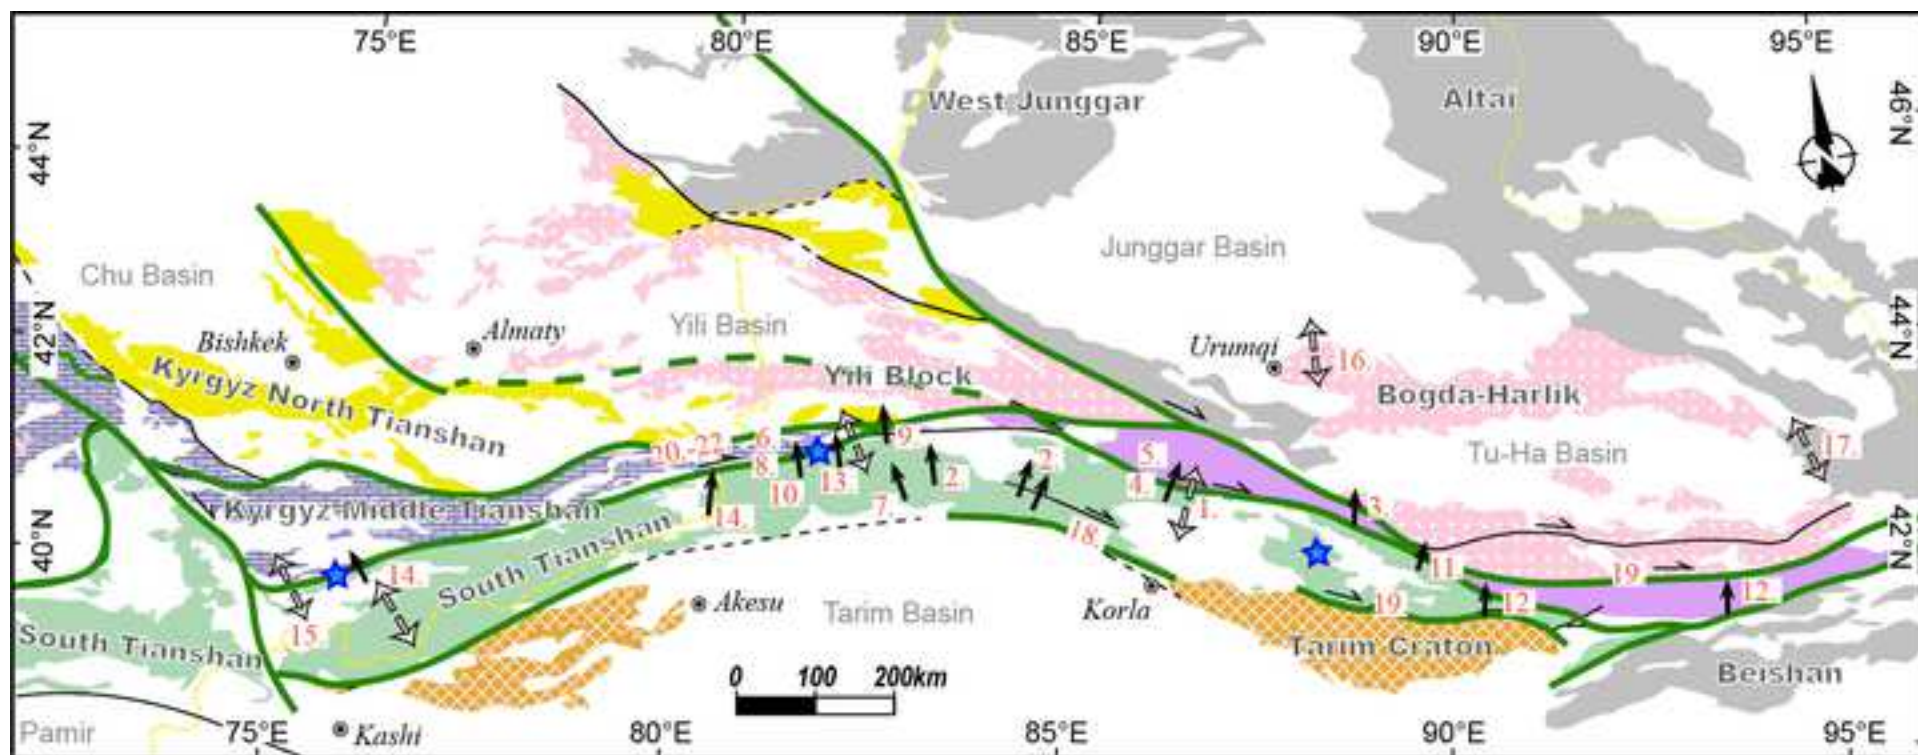 75°E
80°E
85°E
90°E
95°E
44°N
46°N
West Junggar
Altai
Junggar Basin
Chu Basin
42°N
44°N
Yili Basin
Almaty
Bishkek
Urumqi
16.
Kyrgyz North Tianshan
Yili Block
Bogda-Harlik
20.-22.
6.
9.
17.
8.
13.
2.
2.
5.
4.
Tu-Ha Basin
10.
7.
14.
1.
3.
Kyrgyz Middle Tianshan
18.
40°N
42°N
South Tianshan
14.
11.
19
12.
12
19
15
Akesu
Tarim Basin
Korla
South Tianshan
Tarim Craton
Beishan
0
100
200km
Pamir
Kashi
75°E
80°E
85°E
90°E
95°E